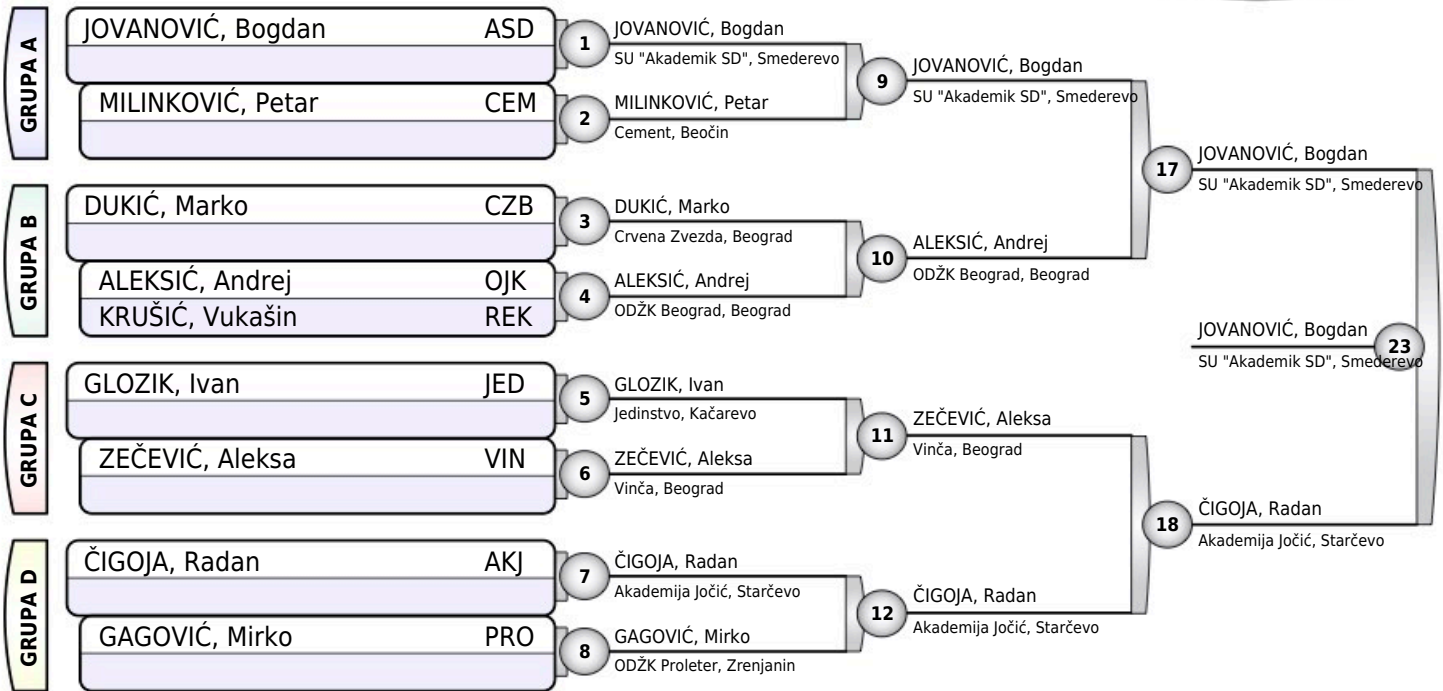 GRUPA A
JOVANOVIĆ, Bogdan ASD
MILINKOVIĆ, Petar CEM
GRUPA B
DUKIĆ, Marko CZB
ALEKSIĆ, Andrej OJK
KRUŠIĆ, Vukašin REK
GRUPA C
GLOZIK, Ivan JED
ZEČEVIĆ, Aleksa VIN
GRUPA D
ČIGOJA, Radan AKJ
GAGOVIĆ, Mirko PRO
1
JOVANOVIĆ, Bogdan
SU "Akademik SD", Smederevo
2
MILINKOVIĆ, Petar
Cement, Beočin
3
DUKIĆ, Marko
Crvena Zvezda, Beograd
4
ALEKSIĆ, Andrej
ODŽK Beograd, Beograd
5
GLOZIK, Ivan
Jedinstvo, Kačarevo
6
ZEČEVIĆ, Aleksa
Vinča, Beograd
7
ČIGOJA, Radan
Akademija Jočić, Starčevo
8
GAGOVIĆ, Mirko
ODŽK Proleter, Zrenjanin
9
JOVANOVIĆ, Bogdan
SU "Akademik SD", Smederevo
10
ALEKSIĆ, Andrej
ODŽK Beograd, Beograd
11
ZEČEVIĆ, Aleksa
Vinča, Beograd
12
ČIGOJA, Radan
Akademija Jočić, Starčevo
17
JOVANOVIĆ, Bogdan
SU "Akademik SD", Smederevo
18
ČIGOJA, Radan
Akademija Jočić, Starčevo
JOVANOVIĆ, Bogdan
23
SU "Akademik SD", Smederevo